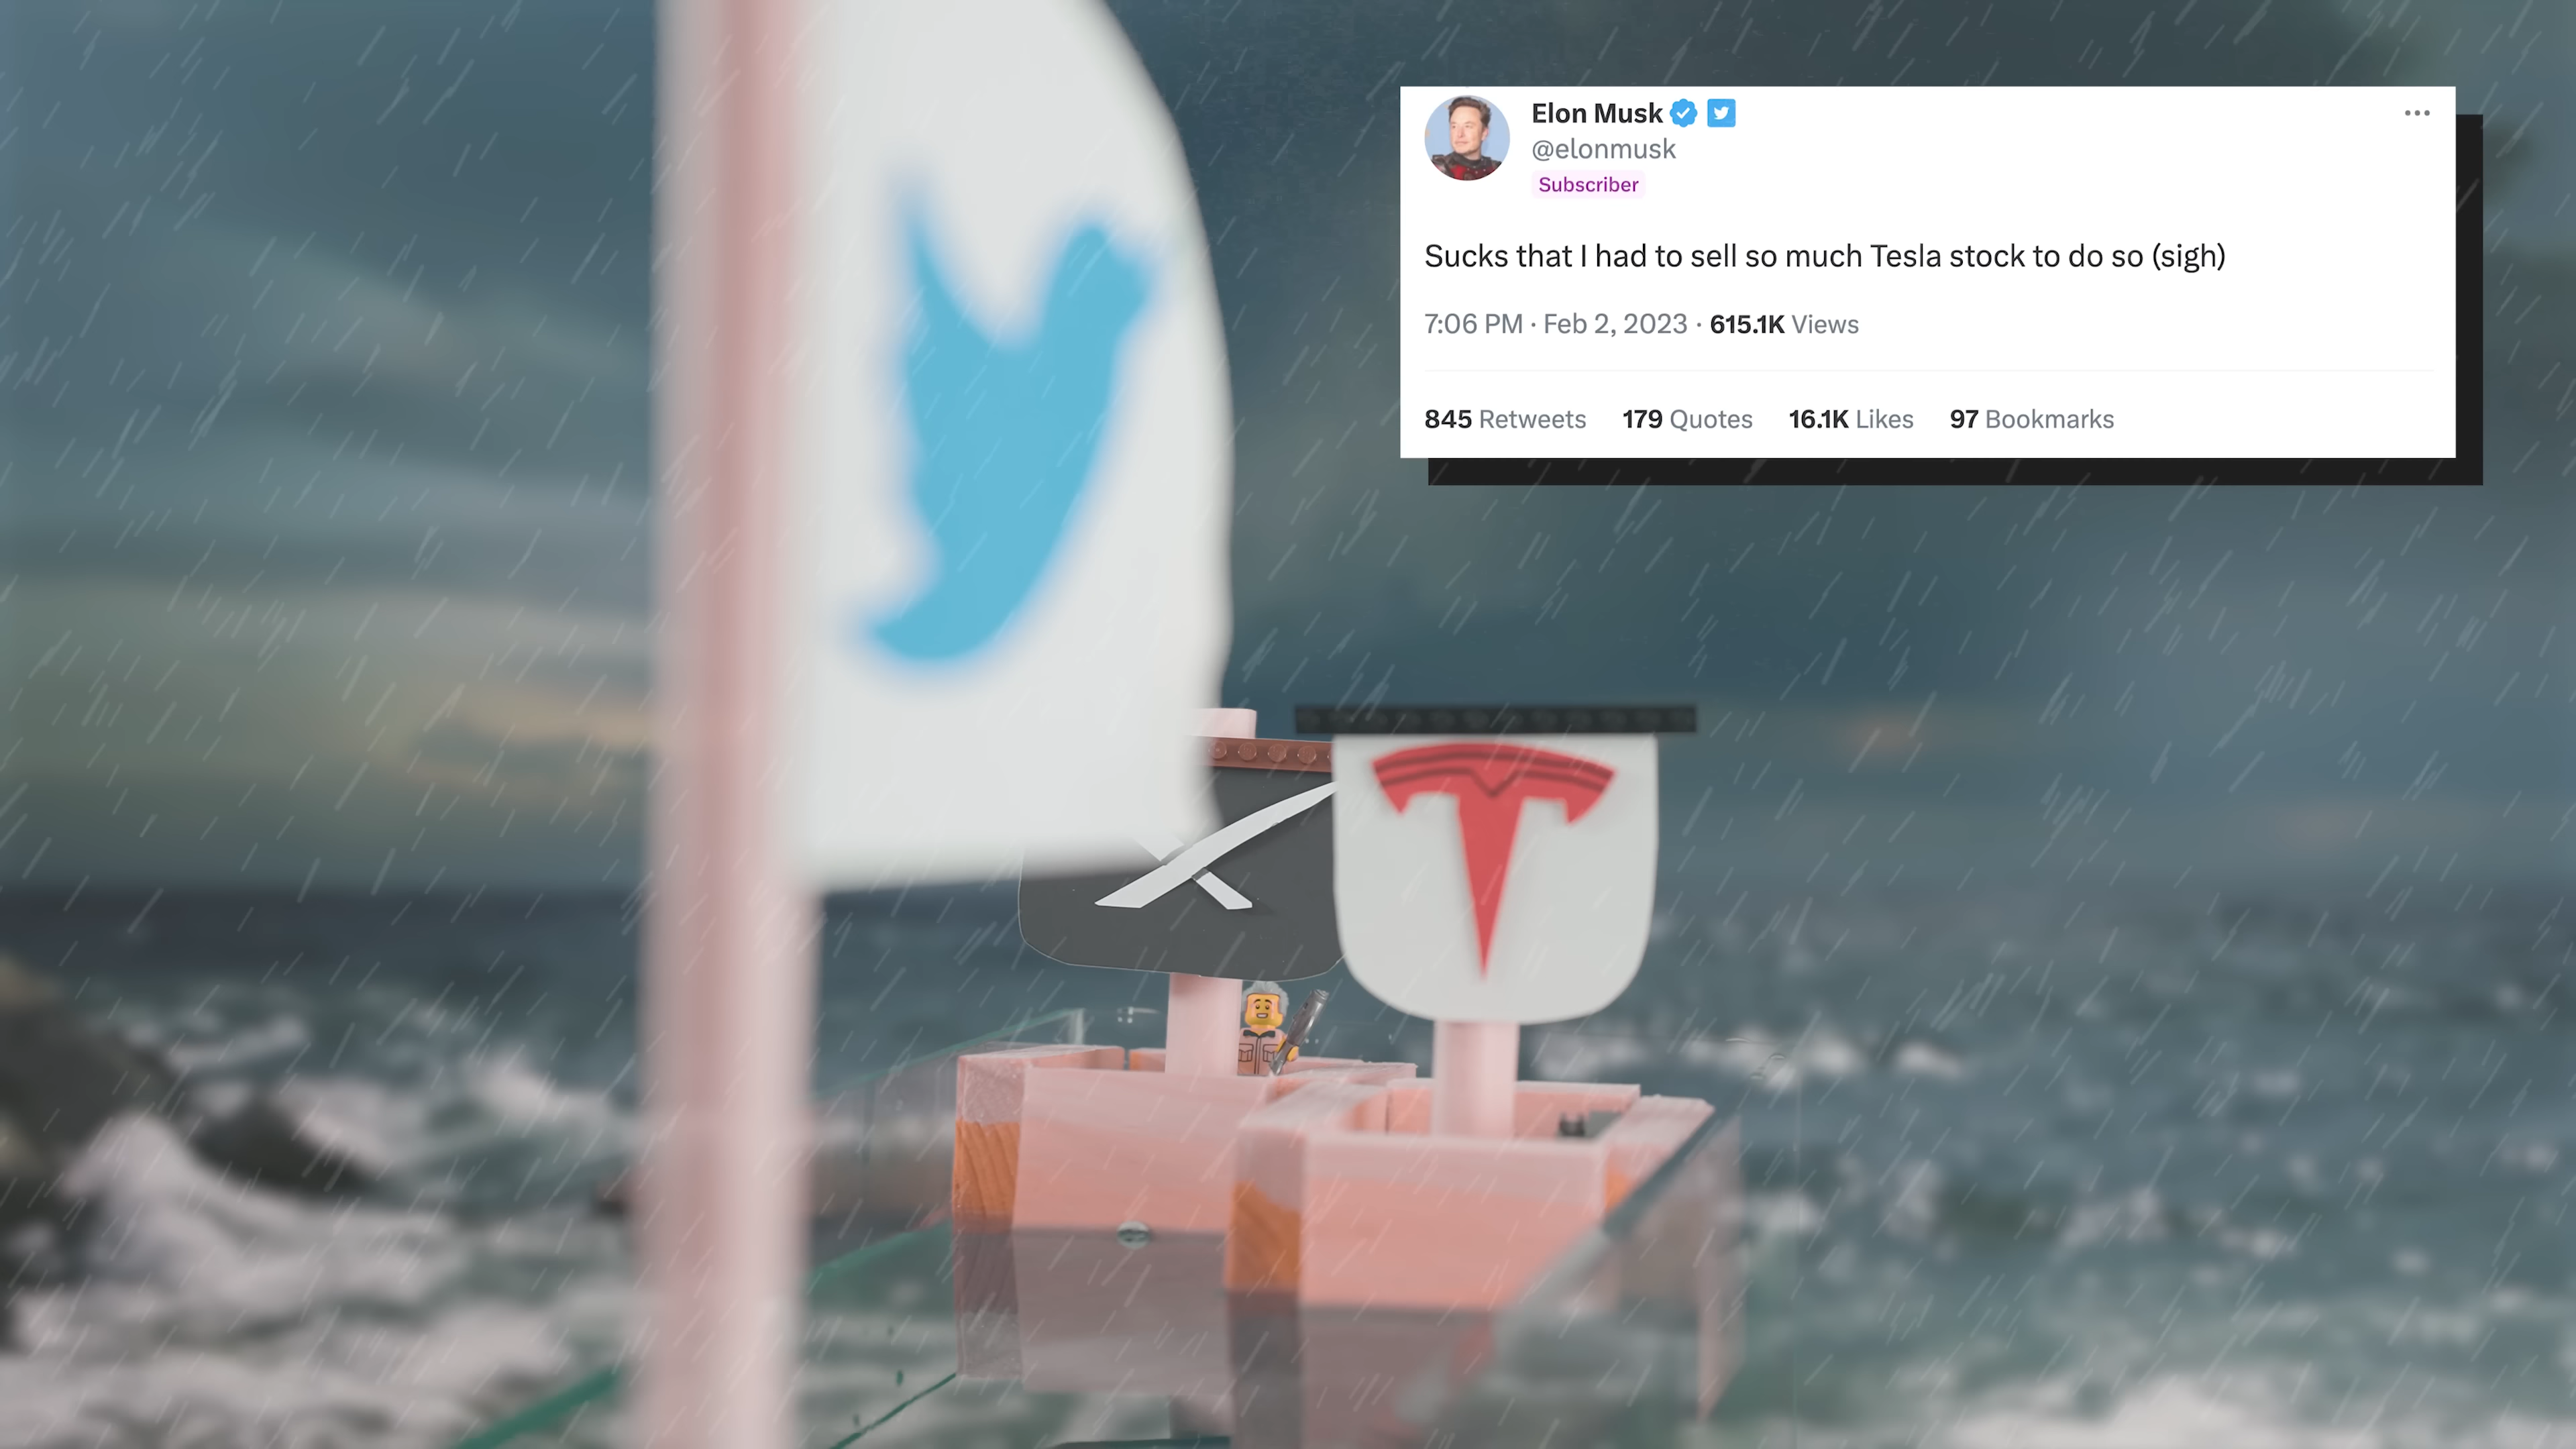 Elon Musk
@elonmusk
Subscriber
Sucks that I had to sell so much Tesla stock to do so (sigh)
7:06 PM · Feb 2, 2023 · 615.1K Views
845 Retweets 179 Quotes 16.1K Likes 97 Bookmarks